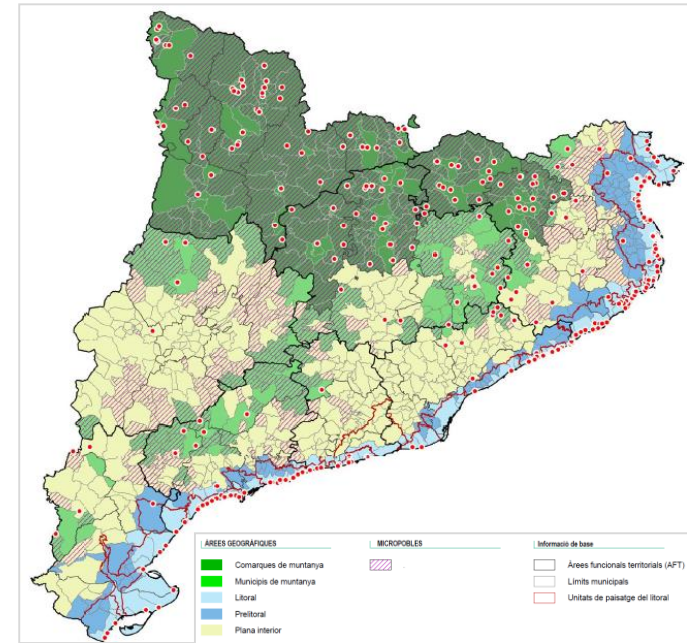 ÀREES GEOGRÀFIQUES
Comarques de muntanya
Municipis de muntanya
Litoral
Prelitoral
Plana interior
MICROPOBLES
Informació de base
Àrees funcionals territorials (AFT)
Límits municipals
Unitats de paisatge del litoral